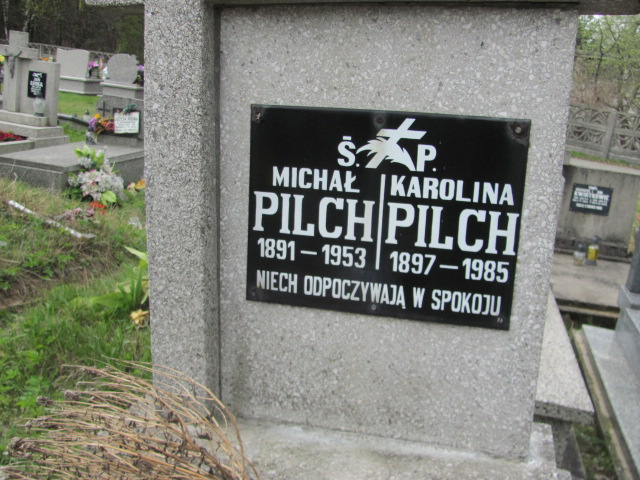 Ś. P.
MICHAŁ KAROLINA
PILCH PILCH
1891-1953 1897-1985
NIECH ODPOCZYWAJĄ W SPOKOJU